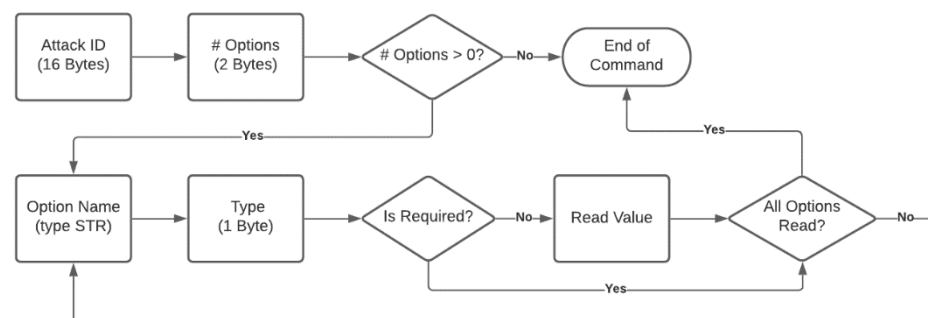 Attack ID
(16 Bytes)
# Options
(2 Bytes)
# Options > 0?
No
End of
Command
Yes
Yes
Option Name
(type STR)
Type
(1 Byte)
Is Required?
No
Read Value
All Options
Read?
No
Yes